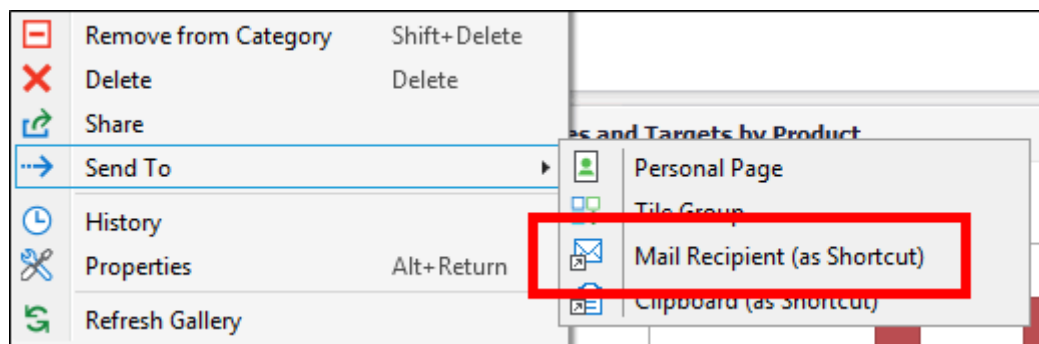 Remove from Category Shift+Delete
Delete Delete
Share
es and Targets by Product
Send To
Personal Page
Tile Group
History
Mail Recipient (as Shortcut)
Properties Alt+Return
Clipboard (as Shortcut)
Refresh Gallery